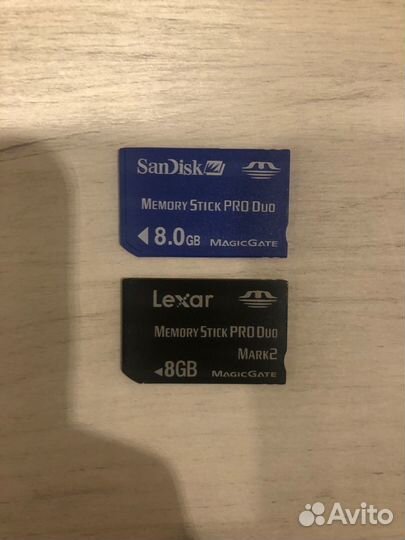 SanDisk
MEMORY STICK PRO DUO
8.0GB MAGICGATE
Lexar
MEMORY STICK PRO DUO
MARK2
8GB MAGICGATE
Avito